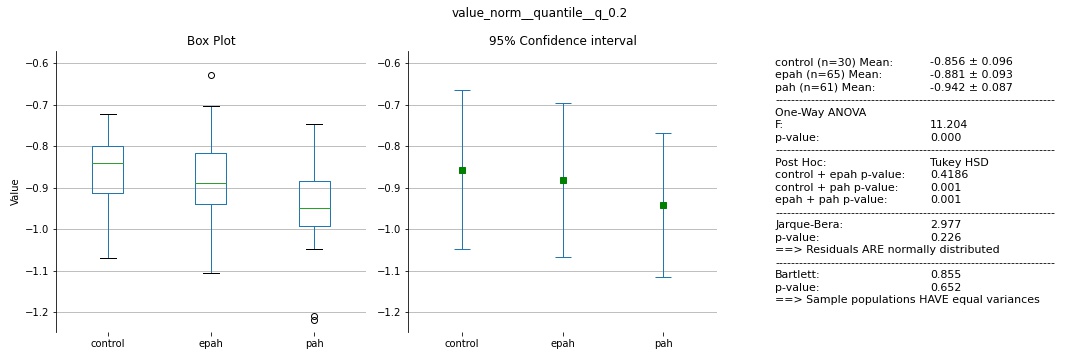 value_norm__quantile__q_0.2
Box Plot
−0.6
−0.7
−0.8
−0.9
−1.0
−1.1
−1.2
Value
control epah pah
95% Confidence interval
−0.6
−0.7
−0.8
−0.9
−1.0
−1.1
−1.2
control epah pah
control (n=30) Mean: -0.856 ± 0.096
epah (n=65) Mean: -0.881 ± 0.093
pah (n=61) Mean: -0.942 ± 0.087
One-Way ANOVA
F: 11.204
p-value: 0.000
Post Hoc: Tukey HSD
control + epah p-value: 0.4186
control + pah p-value: 0.001
epah + pah p-value: 0.001
Jarque-Bera: 2.977
p-value: 0.226
==> Residuals ARE normally distributed
Bartlett: 0.855
p-value: 0.652
==> Sample populations HAVE equal variances